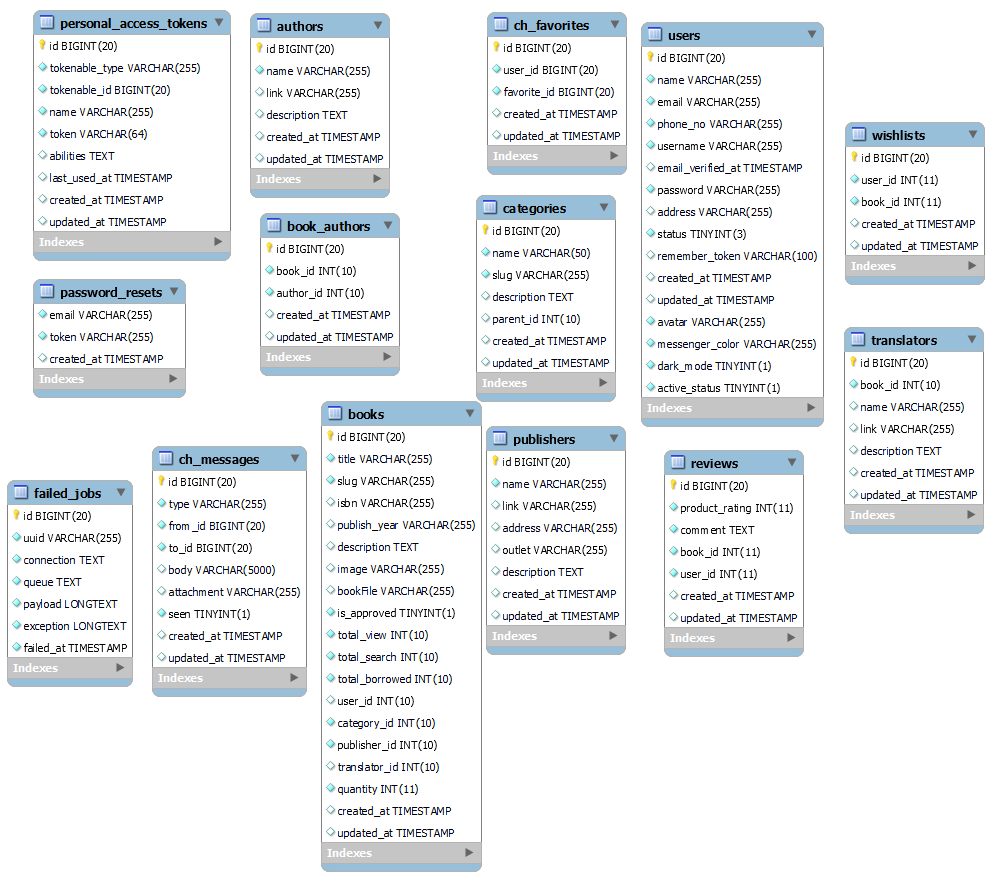 personal_access_tokens
id BIGINT(20)
tokenable_type VARCHAR(255)
tokenable_id BIGINT(20)
name VARCHAR(255)
token VARCHAR(64)
abilities TEXT
last_used_at TIMESTAMP
created_at TIMESTAMP
updated_at TIMESTAMP
Indexes
authors
id BIGINT(20)
name VARCHAR(255)
link VARCHAR(255)
description TEXT
created_at TIMESTAMP
updated_at TIMESTAMP
Indexes
ch_favorites
id BIGINT(20)
user_id BIGINT(20)
favorite_id BIGINT(20)
created_at TIMESTAMP
updated_at TIMESTAMP
Indexes
users
id BIGINT(20)
name VARCHAR(255)
email VARCHAR(255)
phone_no VARCHAR(255)
username VARCHAR(255)
email_verified_at TIMESTAMP
password VARCHAR(255)
address VARCHAR(255)
status TINYINT(3)
remember_token VARCHAR(100)
created_at TIMESTAMP
updated_at TIMESTAMP
avatar VARCHAR(255)
messenger_color VARCHAR(255)
dark_mode TINYINT(1)
active_status TINYINT(1)
Indexes
wishlists
id BIGINT(20)
user_id INT(11)
book_id INT(11)
created_at TIMESTAMP
updated_at TIMESTAMP
Indexes
book_authors
id BIGINT(20)
book_id INT(10)
author_id INT(10)
created_at TIMESTAMP
updated_at TIMESTAMP
Indexes
categories
id BIGINT(20)
name VARCHAR(50)
slug VARCHAR(255)
description TEXT
parent_id INT(10)
created_at TIMESTAMP
updated_at TIMESTAMP
Indexes
password_resets
email VARCHAR(255)
token VARCHAR(255)
created_at TIMESTAMP
Indexes
translators
id BIGINT(20)
book_id INT(10)
name VARCHAR(255)
link VARCHAR(255)
description TEXT
created_at TIMESTAMP
updated_at TIMESTAMP
Indexes
books
id BIGINT(20)
title VARCHAR(255)
slug VARCHAR(255)
isbn VARCHAR(255)
publish_year VARCHAR(255)
description TEXT
image VARCHAR(255)
bookFile VARCHAR(255)
is_approved TINYINT(1)
total_view INT(10)
total_search INT(10)
total_borrowed INT(10)
user_id INT(10)
category_id INT(10)
publisher_id INT(10)
translator_id INT(10)
quantity INT(11)
created_at TIMESTAMP
updated_at TIMESTAMP
Indexes
publishers
id BIGINT(20)
name VARCHAR(255)
link VARCHAR(255)
address VARCHAR(255)
outlet VARCHAR(255)
description TEXT
created_at TIMESTAMP
updated_at TIMESTAMP
Indexes
ch_messages
id BIGINT(20)
type VARCHAR(255)
from_id BIGINT(20)
to_id BIGINT(20)
body VARCHAR(5000)
attachment VARCHAR(255)
seen TINYINT(1)
created_at TIMESTAMP
updated_at TIMESTAMP
Indexes
reviews
id BIGINT(20)
product_rating INT(11)
comment TEXT
book_id INT(11)
user_id INT(11)
created_at TIMESTAMP
updated_at TIMESTAMP
Indexes
failed_jobs
id BIGINT(20)
uuid VARCHAR(255)
connection TEXT
queue TEXT
payload LONGTEXT
exception LONGTEXT
failed_at TIMESTAMP
Indexes